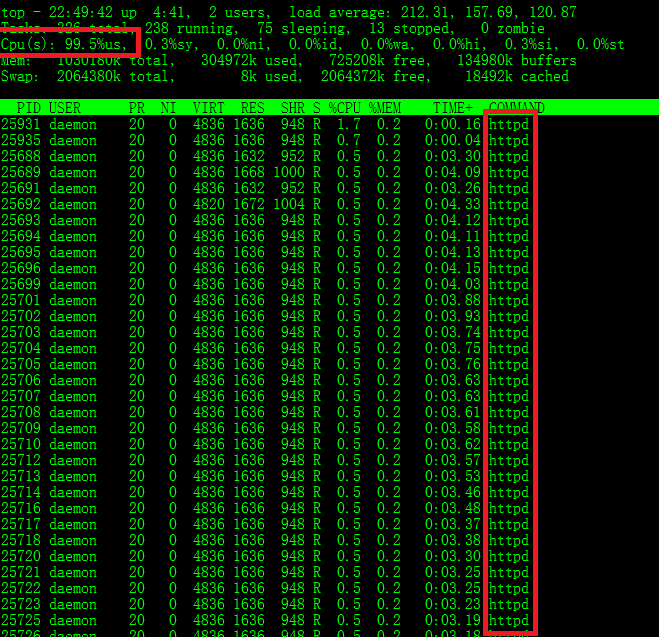 top - 22:49:42 up  4:41,  2 users,  load average: 212.31, 157.69, 120.87
Tasks: 326 total, 238 running,  75 sleeping,  13 stopped,   0 zombie
Cpu(s): 99.5%us,  0.3%sy,  0.0%ni,  0.0%id,  0.0%wa,  0.0%hi,  0.3%si,  0.0%st
Mem:   1030180k total,   304972k used,   725208k free,   134980k buffers
Swap:  2064380k total,        8k used,  2064372k free,    18492k cached
PID USER      PR  NI  VIRT  RES  SHR S %CPU %MEM    TIME+  COMMAND
25931 daemon    20   0  4836 1636  948 R  1.7  0.2   0:00.16 httpd
25935 daemon    20   0  4836 1636  948 R  0.7  0.2   0:00.04 httpd
25688 daemon    20   0  4836 1632  952 R  0.5  0.2   0:03.30 httpd
25689 daemon    20   0  4836 1668 1000 R  0.5  0.2   0:04.09 httpd
25691 daemon    20   0  4836 1632  952 R  0.5  0.2   0:03.26 httpd
25692 daemon    20   0  4820 1672 1004 R  0.5  0.2   0:04.33 httpd
25693 daemon    20   0  4836 1636  948 R  0.5  0.2   0:04.12 httpd
25694 daemon    20   0  4836 1636  948 R  0.5  0.2   0:04.11 httpd
25695 daemon    20   0  4836 1636  948 R  0.5  0.2   0:04.13 httpd
25696 daemon    20   0  4836 1636  948 R  0.5  0.2   0:04.15 httpd
25699 daemon    20   0  4836 1636  948 R  0.5  0.2   0:04.03 httpd
25701 daemon    20   0  4836 1636  948 R  0.5  0.2   0:03.88 httpd
25702 daemon    20   0  4836 1636  948 R  0.5  0.2   0:03.93 httpd
25703 daemon    20   0  4836 1636  948 R  0.5  0.2   0:03.74 httpd
25704 daemon    20   0  4836 1636  948 R  0.5  0.2   0:03.75 httpd
25705 daemon    20   0  4836 1636  948 R  0.5  0.2   0:03.76 httpd
25706 daemon    20   0  4836 1636  948 R  0.5  0.2   0:03.63 httpd
25707 daemon    20   0  4836 1636  948 R  0.5  0.2   0:03.63 httpd
25708 daemon    20   0  4836 1636  948 R  0.5  0.2   0:03.61 httpd
25709 daemon    20   0  4836 1636  948 R  0.5  0.2   0:03.58 httpd
25710 daemon    20   0  4836 1636  948 R  0.5  0.2   0:03.62 httpd
25712 daemon    20   0  4836 1636  948 R  0.5  0.2   0:03.57 httpd
25713 daemon    20   0  4836 1636  948 R  0.5  0.2   0:03.53 httpd
25714 daemon    20   0  4836 1636  948 R  0.5  0.2   0:03.46 httpd
25716 daemon    20   0  4836 1636  948 R  0.5  0.2   0:03.48 httpd
25717 daemon    20   0  4836 1636  948 R  0.5  0.2   0:03.37 httpd
25718 daemon    20   0  4836 1636  948 R  0.5  0.2   0:03.38 httpd
25720 daemon    20   0  4836 1636  948 R  0.5  0.2   0:03.30 httpd
25721 daemon    20   0  4836 1636  948 R  0.5  0.2   0:03.25 httpd
25722 daemon    20   0  4836 1636  948 R  0.5  0.2   0:03.25 httpd
25723 daemon    20   0  4836 1636  948 R  0.5  0.2   0:03.23 httpd
25725 daemon    20   0  4836 1636  948 R  0.5  0.2   0:03.19 httpd